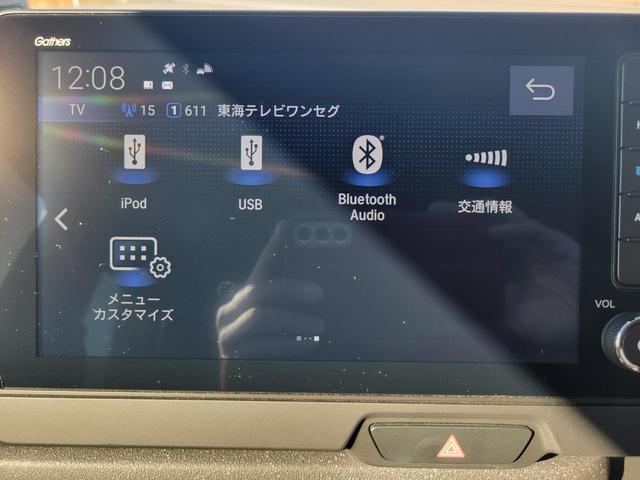 Gathers
12:08
TV 15 1 611 東海テレビワンセグ
iPod
USB
Bluetooth
Audio
交通情報
メニュー
カスタマイズ
VOL